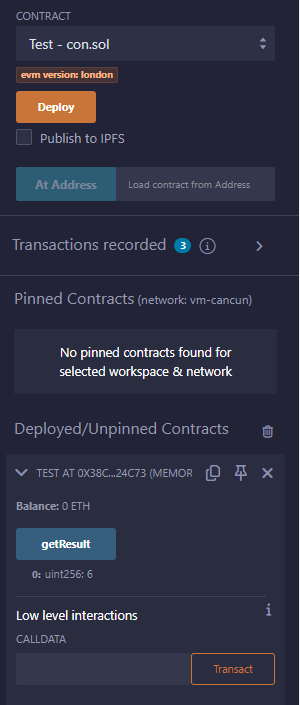 CONTRACT
Test - con.sol
evm version: london
Deploy
Publish to IPFS
At Address
Load contract from Address
Transactions recorded 3 i
Pinned Contracts (network: vm-cancun)
No pinned contracts found for
selected workspace & network
Deployed/Unpinned Contracts
TEST AT 0X38C...24C73 (MEMOR
Balance: 0 ETH
getResult
0: uint256: 6
Low level interactions
i
CALLDATA
Transact